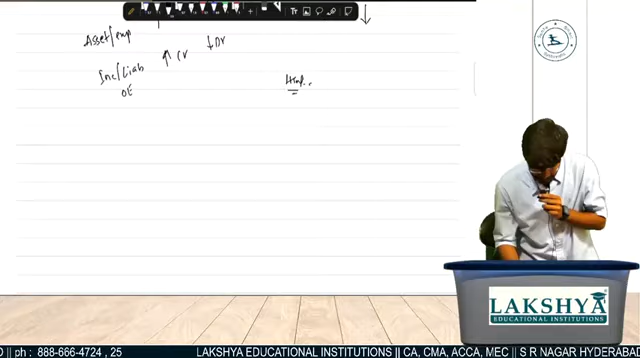 Tr
Asset/exp
↓ Dr
Inc/Liab ↑ Cr
OE
LAKSHYA
EDUCATIONAL INSTITUTIONS
D || ph : 888-666-4724 , 25 LAKSHYA EDUCATIONAL INSTITUTIONS || CA, CMA, ACCA, MEC || S R NAGAR HYDERABAD